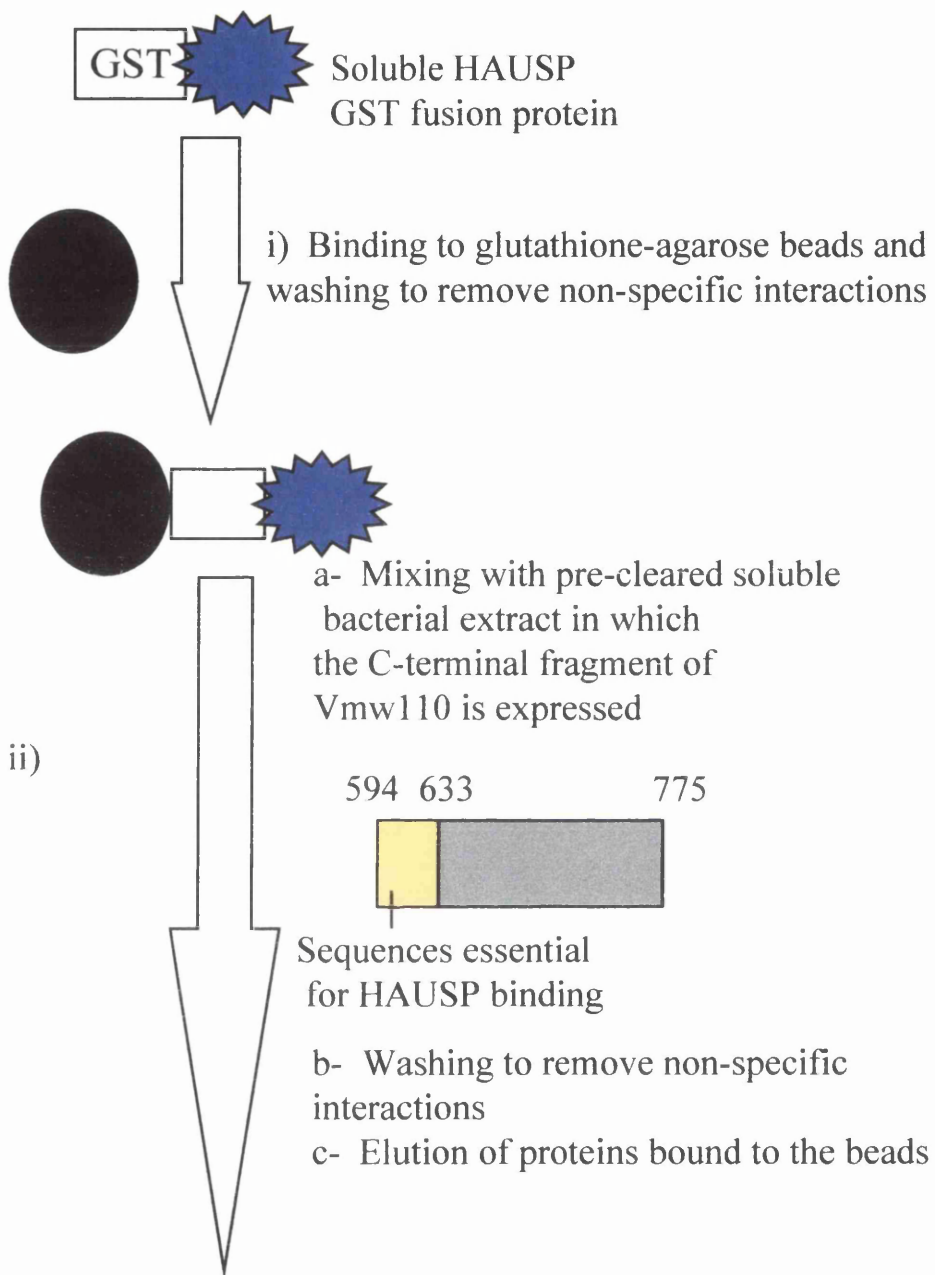 GST
Soluble HAUSP
GST fusion protein
i) Binding to glutathione-agarose beads and
washing to remove non-specific interactions
a- Mixing with pre-cleared soluble
bacterial extract in which
the C-terminal fragment of
Vmw110 is expressed
ii)
594 633 775
Sequences essential
for HAUSP binding
b- Washing to remove non-specific
interactions
c- Elution of proteins bound to the beads